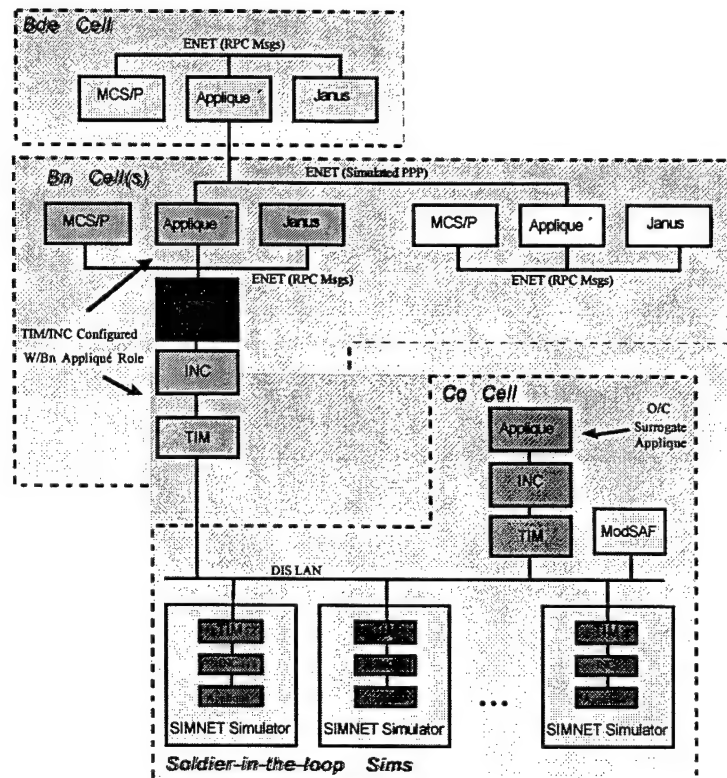 Bde Cell
ENET (RPC Msgs)
MCS/P
Applique
Janus
Bn Cell(s)
ENET (Simulated PPP)
MCS/P
Applique
Janus
MCS/P
Applique
Janus
ENET (RPC Msgs)
ENET (RPC Msgs)
TIM/INC Configured
W/Bn Appliqué Role
INC
TIM
Co Cell
Applique
O/C
Surrogate
Applique
INC
TIM
ModSAF
DIS LAN
TIM
SIMNET Simulator
SIMNET Simulator
...
SIMNET Simulator
Soldier-in-the-loop Sims